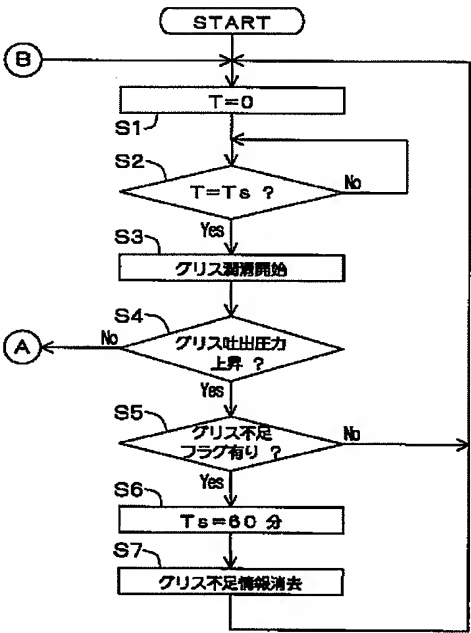 START
B
T=0
S1
S2
T=Ts ?
No
Yes
S3
グリス潤滑開始
S4
No
A
グリス吐出圧力
上昇 ?
Yes
S5
グリス不足
フラグ有り ?
No
Yes
S6
Ts=60 分
S7
グリス不足情報消去